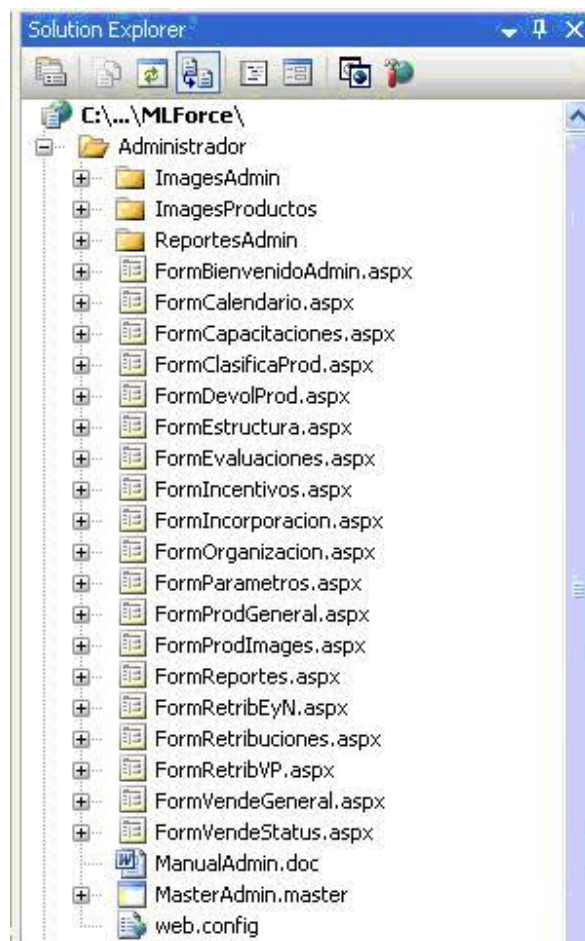 Solution Explorer
C:\...\MLForce\
Administrador
ImagesAdmin
ImagesProductos
ReportesAdmin
FormBienvenidoAdmin.aspx
FormCalendario.aspx
FormCapacitaciones.aspx
FormClasificaProd.aspx
FormDevolProd.aspx
FormEstructura.aspx
FormEvaluaciones.aspx
FormIncentivos.aspx
FormIncorporacion.aspx
FormOrganizacion.aspx
FormParametros.aspx
FormProdGeneral.aspx
FormProdImages.aspx
FormReportes.aspx
FormRetribEyN.aspx
FormRetribuciones.aspx
FormRetribVP.aspx
FormVendeGeneral.aspx
FormVendeStatus.aspx
ManualAdmin.doc
MasterAdmin.master
web.config